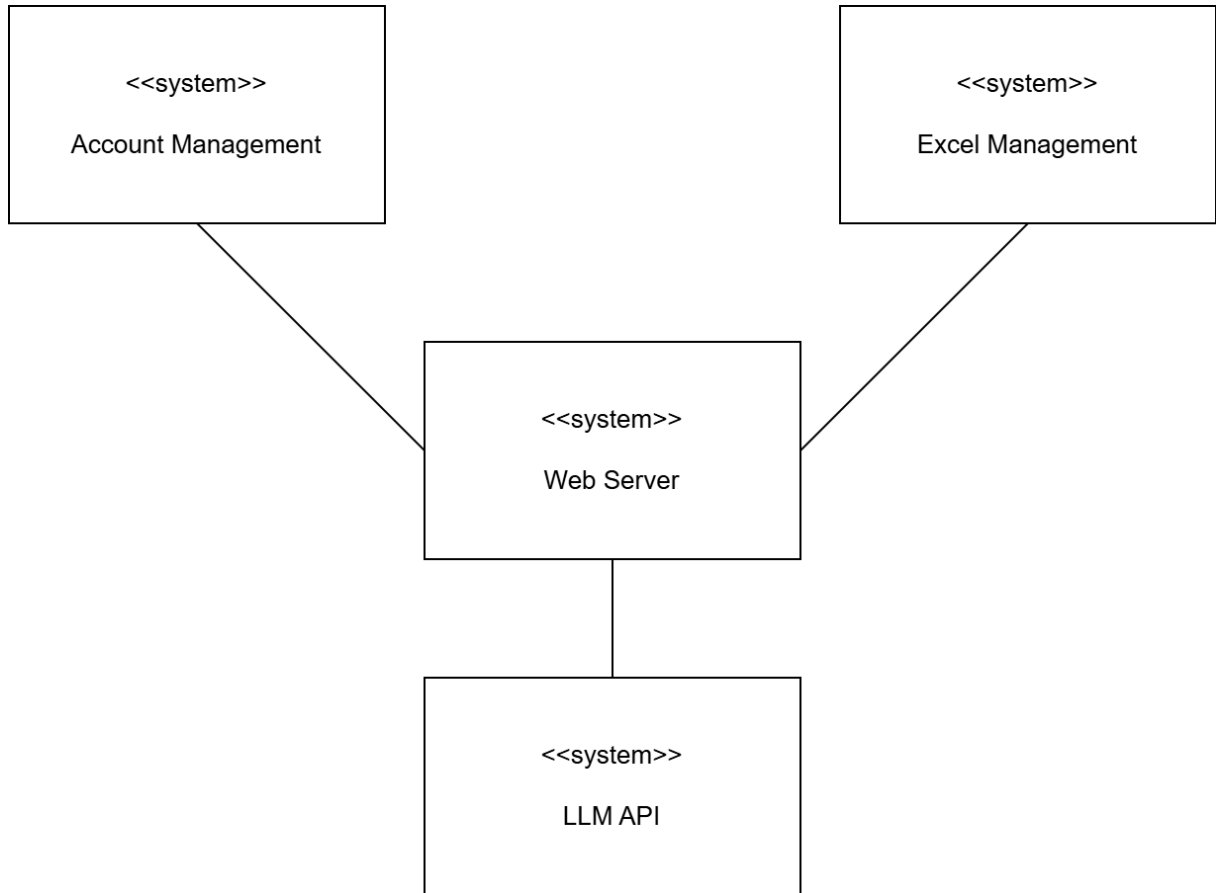 <<system>>
Account Management
<<system>>
Excel Management
<<system>>
Web Server
<<system>>
LLM API